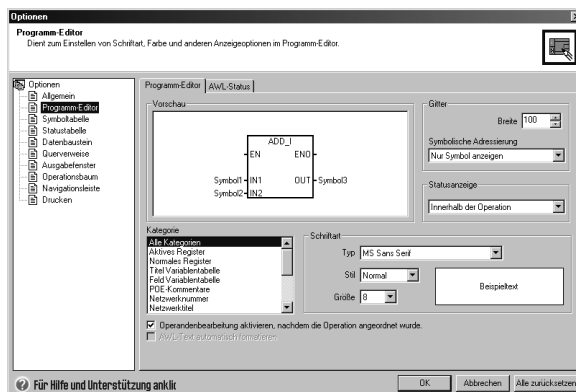 Optionen
Programm-Editor
Dient zum Einstellen von Schriftart, Farbe und anderen Anzeigeoptionen im Programm-Editor.
Optionen
Allgemein
Programm-Editor
Symboltabelle
Statustabelle
Datenbaustein
Querverweise
Ausgabefenster
Operationsbaum
Navigationsleiste
Drucken
Programm-Editor
AWL-Status
Vorschau
ADD_I
EN ENO
Symbol1 IN1 OUT Symbol3
Symbol2 IN2
Gitter
Breite 100
Symbolische Adressierung
Nur Symbol anzeigen
Statusanzeige
Innerhalb der Operation
Kategorie
Alle Kategorien
Aktives Register
Normales Register
Titel Variablentabelle
Feld Variablentabelle
POE-Kommentare
Netzwerknummer
Netzwerktitel
Schriftart
Typ MS Sans Serif
Stil Normal
Größe 8
Beispieltext
Operandenbearbeitung aktivieren, nachdem die Operation angeordnet wurde.
AWL-Text automatisch formatieren
Für Hilfe und Unterstützung anklic
OK
Abbrechen
Alle zurücksetzen